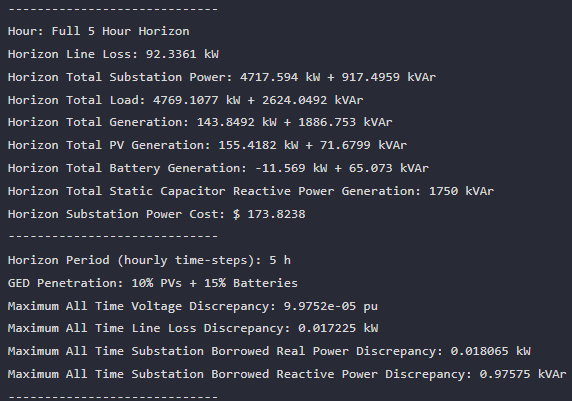 -----------------------------
Hour: Full 5 Hour Horizon
Horizon Line Loss: 92.3361 kW
Horizon Total Substation Power: 4717.594 kW + 917.4959 kVAr
Horizon Total Load: 4769.1077 kW + 2624.0492 kVAr
Horizon Total Generation: 143.8492 kW + 1886.753 kVAr
Horizon Total PV Generation: 155.4182 kW + 71.6799 kVAr
Horizon Total Battery Generation: -11.569 kW + 65.073 kVAr
Horizon Total Static Capacitor Reactive Power Generation: 1750 kVAr
Horizon Substation Power Cost: $ 173.8238
-----------------------------
Horizon Period (hourly time-steps): 5 h
GED Penetration: 10% PVs + 15% Batteries
Maximum All Time Voltage Discrepancy: 9.9752e-05 pu
Maximum All Time Line Loss Discrepancy: 0.017225 kW
Maximum All Time Substation Borrowed Real Power Discrepancy: 0.018065 kW
Maximum All Time Substation Borrowed Reactive Power Discrepancy: 0.97575 kVAr
-----------------------------